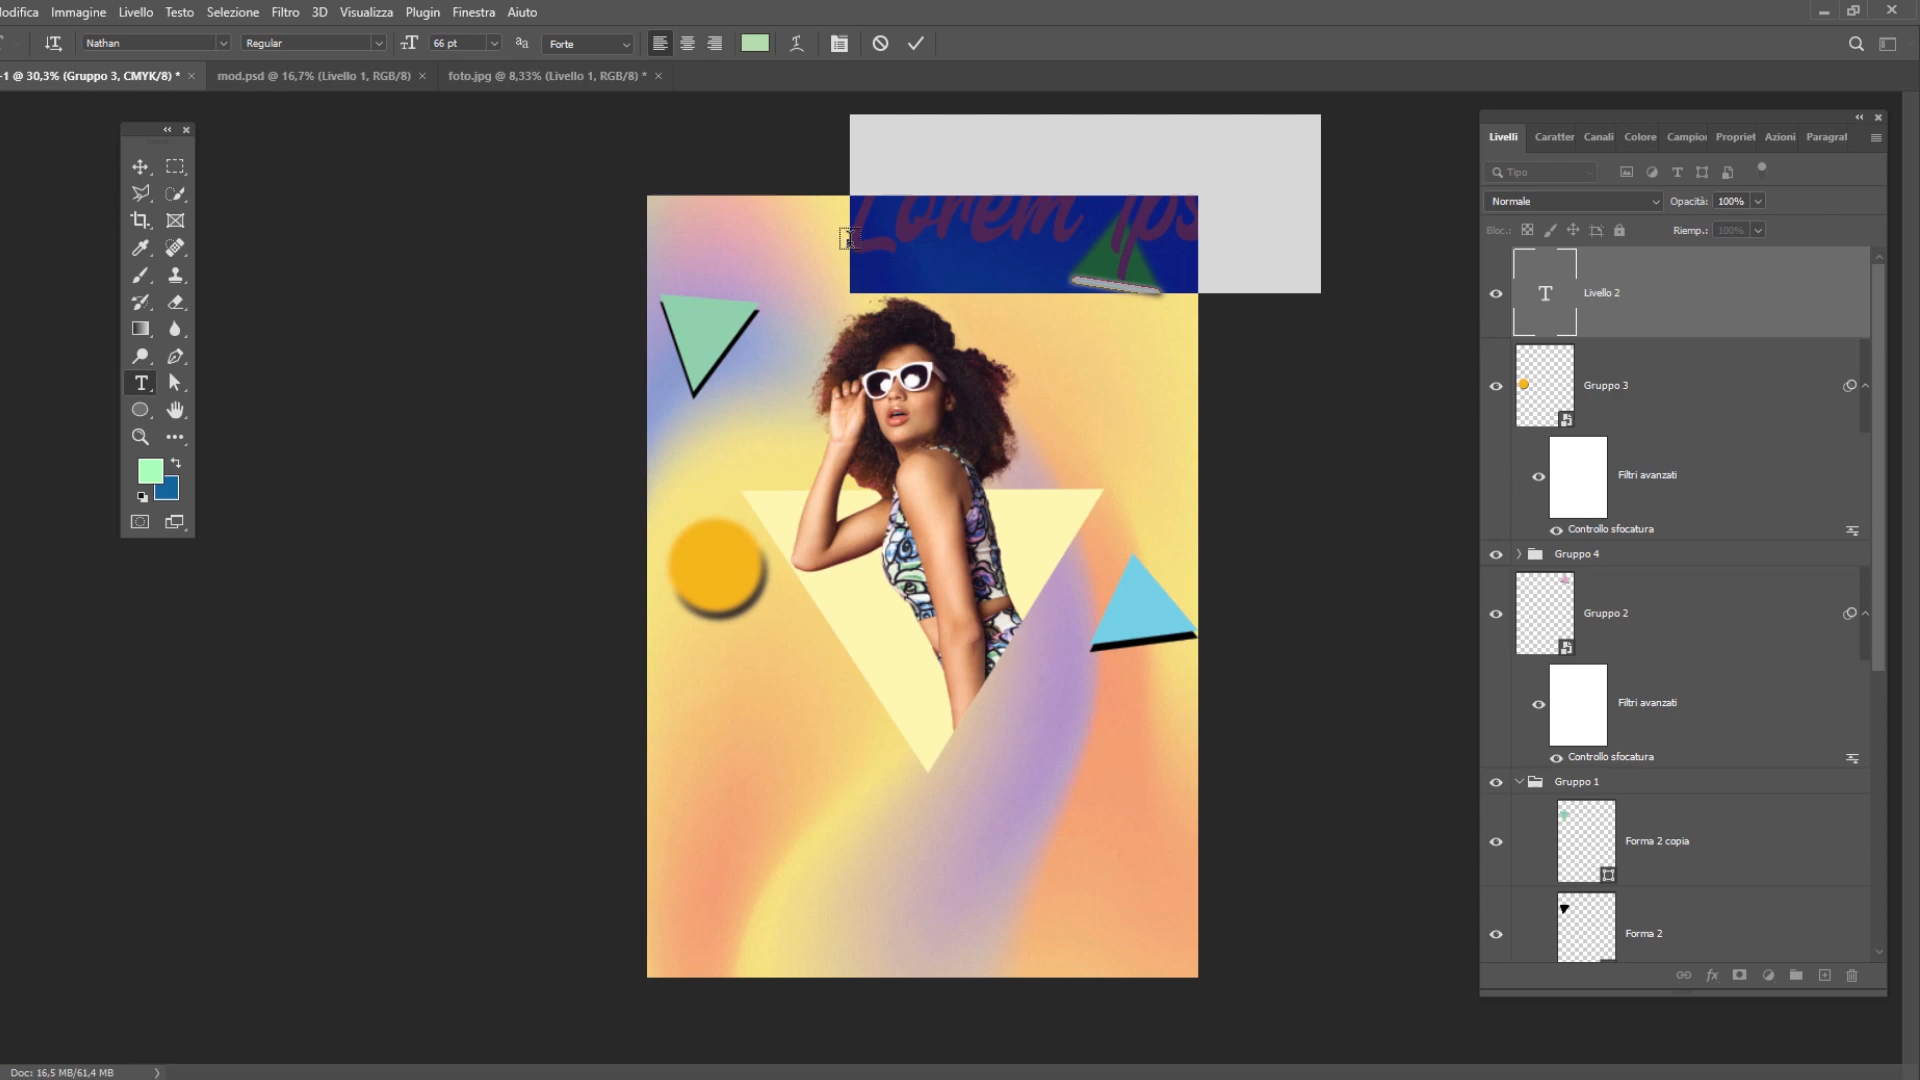 Immagine Livello Testo Selezione Filtro 3D Visualizza Plugin Finestra Aiuto
Nathan Regular 66 pt aa Forte
-1 @ 30,3% (Gruppo 3, CMYK/8) * mod.psd @ 16,7% (Livello 1, RGB/8) foto.jpg @ 8,33% (Livello 1, RGB/8) *
Lorem Ips
Livelli Caratter Canali Colore Campion Propriet Azioni Paragraf
Tipo
Normale Opacità: 100%
Bloc.: Riemp.: 100%
T Livello 2
Gruppo 3
Filtri avanzati
Controllo sfocatura
Gruppo 4
Gruppo 2
Filtri avanzati
Controllo sfocatura
Gruppo 1
Forma 2 copia
Forma 2
fx
Doc: 16,5 MB/61,4 MB